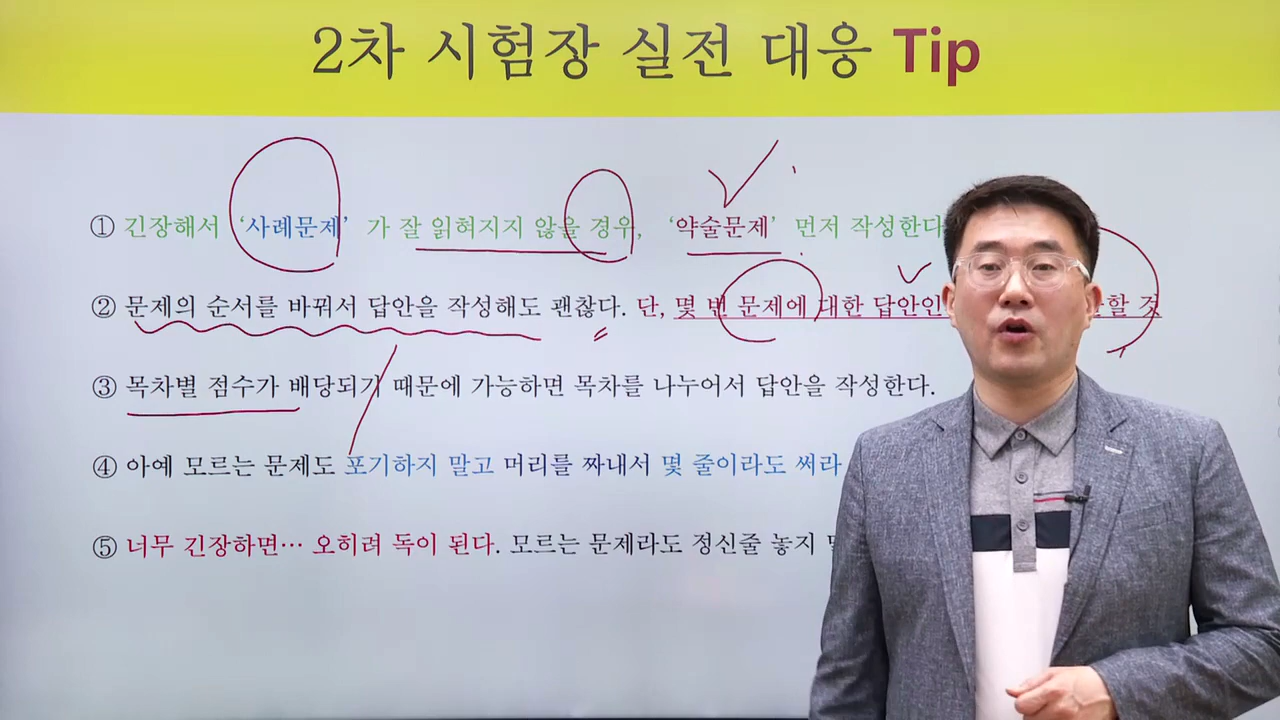 2차 시험장 실전 대응 Tip
① 긴장해서 ‘사례문제’ 가 잘 읽혀지지 않을 경우, ‘약술문제’ 먼저 작성한다
② 문제의 순서를 바꿔서 답안을 작성해도 괜찮다. 단, 몇 번 문제에 대한 답안인 할 것
③ 목차별 점수가 배당되기 때문에 가능하면 목차를 나누어서 답안을 작성한다.
④ 아예 모르는 문제도 포기하지 말고 머리를 짜내서 몇 줄이라도 써라
⑤ 너무 긴장하면… 오히려 독이 된다. 모르는 문제라도 정신줄 놓지